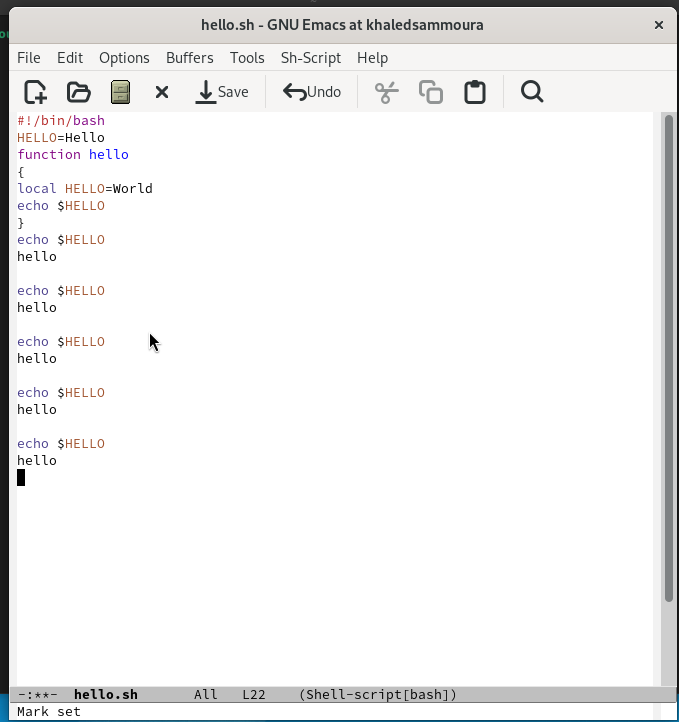 hello.sh - GNU Emacs at khaledsammoura
File Edit Options Buffers Tools Sh-Script Help
Save Undo
#!/bin/bash
HELLO=Hello
function hello
{
local HELLO=World
echo $HELLO
}
echo $HELLO
hello
echo $HELLO
hello
echo $HELLO
hello
echo $HELLO
hello
echo $HELLO
hello
-:**- hello.sh All L22 (Shell-script[bash])
Mark set